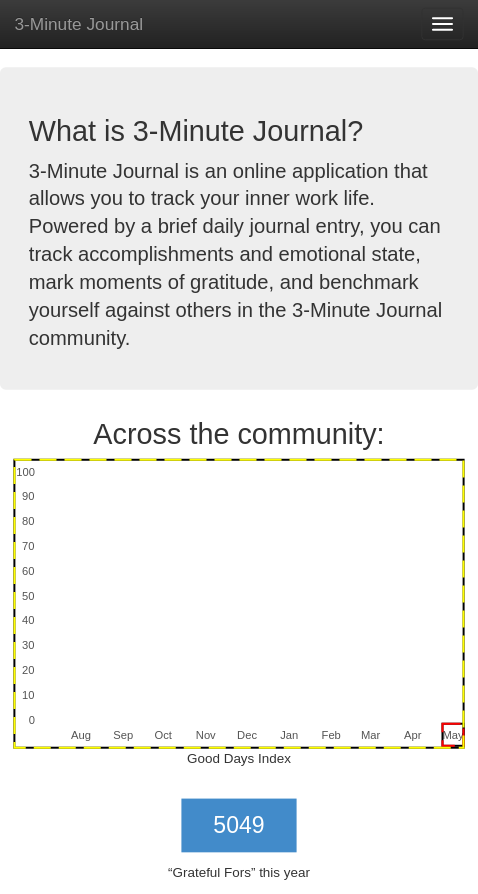 3-Minute Journal
What is 3-Minute Journal?
3-Minute Journal is an online application that
allows you to track your inner work life.
Powered by a brief daily journal entry, you can
track accomplishments and emotional state,
mark moments of gratitude, and benchmark
yourself against others in the 3-Minute Journal
community.
Across the community:
100
90
80
70
60
50
40
30
20
10
0
Aug Sep Oct Nov Dec Jan Feb Mar Apr May
Good Days Index
5049
“Grateful Fors” this year